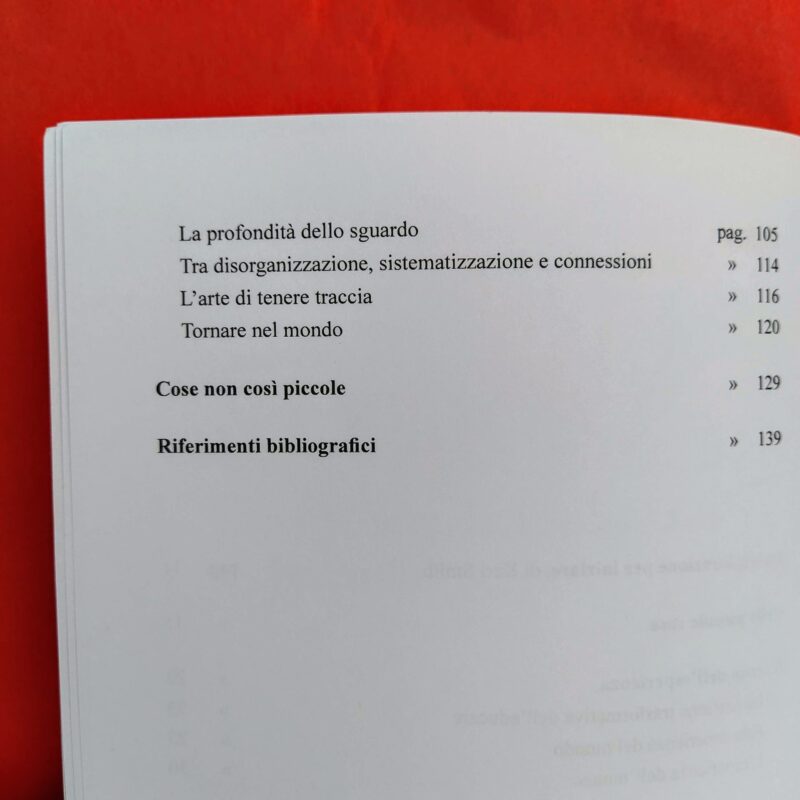 La profondità dello sguardo pag. 105
Tra disorganizzazione, sistematizzazione e connessioni » 114
L'arte di tenere traccia » 116
Tornare nel mondo » 120
Cose non così piccole » 129
Riferimenti bibliografici » 139